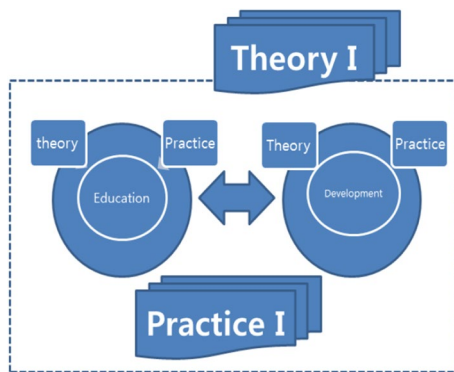 Theory I
theory
Practice
Theory
Practice
Education
Development
Practice I